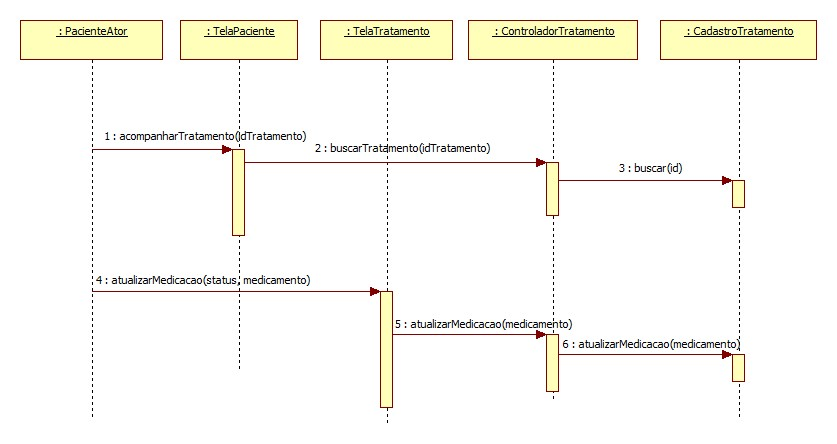 : PacienteAtor
: TelaPaciente
: TelaTratamento
: ControladorTratamento
: CadastroTratamento
1 : acompanharTratamento(idTratamento)
2 : buscarTratamento(idTratamento)
3 : buscar(id)
4 : atualizarMedicacao(status, medicamento)
5 : atualizarMedicacao(medicamento)
6 : atualizarMedicacao(medicamento)